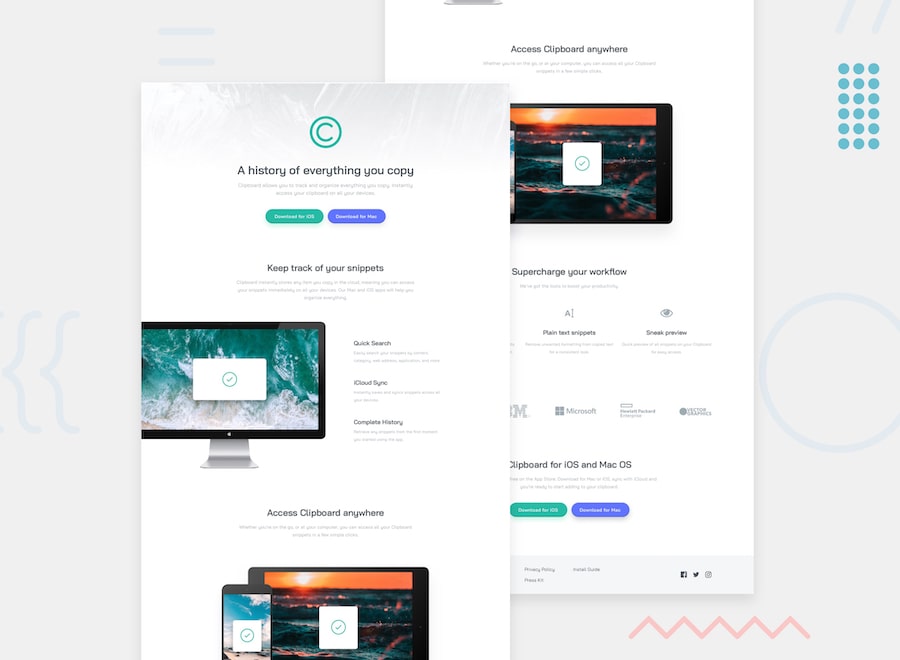 A history of everything you copy
Clipboard allows you to track and organize everything you copy. Instantly
access your clipboard on all your devices.
Download for iOS
Download for Mac
Keep track of your snippets
Clipboard instantly stores any item you copy in the cloud, meaning you can access
your snippets immediately on all your devices. Our Mac and iOS apps will help you
organize everything.
Quick Search
Easily search your snippets by content,
category, web address, application, and more.
iCloud Sync
Instantly saves and syncs snippets across all
your devices.
Complete History
Retrieve any snippets from the first moment
you started using the app.
Access Clipboard anywhere
Whether you're on the go, or at your computer, you can access all your Clipboard
snippets in a few simple clicks.
Access Clipboard anywhere
Whether you're on the go, or at your computer, you can access all your Clipboard
snippets in a few simple clicks.
Supercharge your workflow
We've got the tools to boost your productivity.
Plain text snippets
Remove unwanted formatting from copied text
for a consistent look.
Sneak preview
Quick preview of all snippets on your Clipboard
for easy access.
Microsoft
Hewlett Packard
Enterprise
VECTOR
GRAPHICS
Clipboard for iOS and Mac OS
on the App Store. Download for Mac or iOS, sync with iCloud and
you're ready to start adding to your clipboard.
Download for iOS
Download for Mac
Privacy Policy
Install Guide
Press Kit